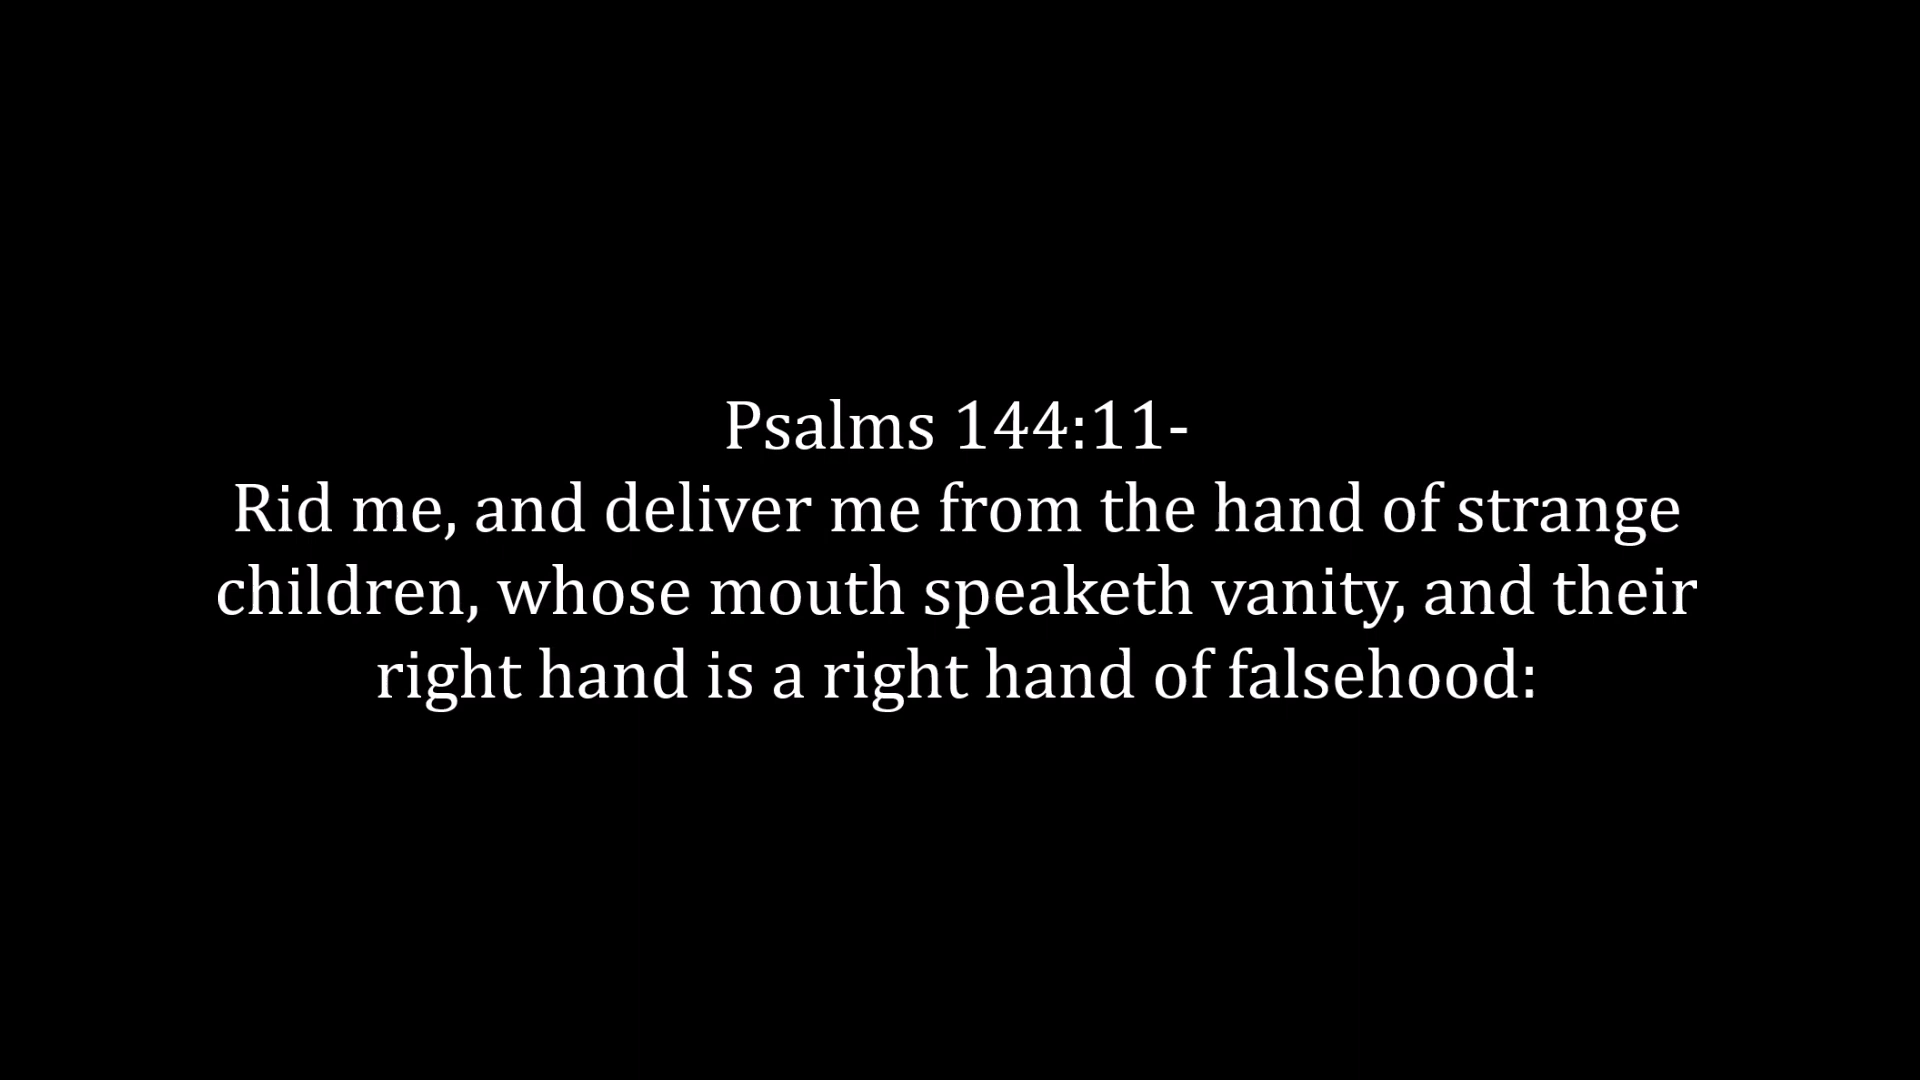 Psalms 144:11-
Rid me, and deliver me from the hand of strange
children, whose mouth speaketh vanity, and their
right hand is a right hand of falsehood: